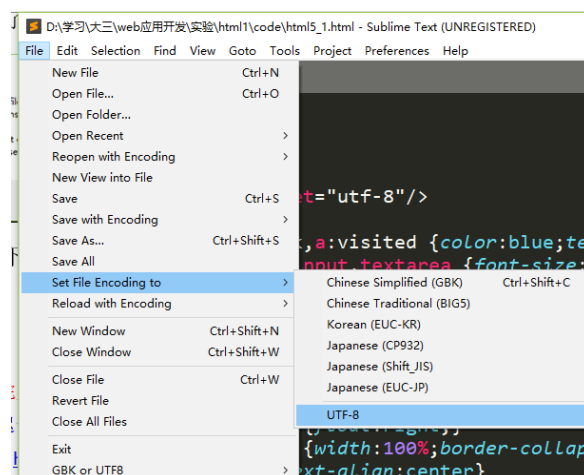 D:\学习\大三\web应用开发\实验\html1\code\html5_1.html - Sublime Text (UNREGISTERED)
File Edit Selection Find View Goto Tools Project Preferences Help
New File Ctrl+N
Open File... Ctrl+O
Open Folder...
Open Recent
Reopen with Encoding
New View into File
Save Ctrl+S
t="utf-8"/>
Save with Encoding
Save As... Ctrl+Shift+S
,a:visited {color:blue;te
Save All
nput,textarea {font-size:
Set File Encoding to
Chinese Simplified (GBK) Ctrl+Shift+C
Reload with Encoding
Chinese Traditional (BIG5)
Korean (EUC-KR)
New Window Ctrl+Shift+N
Japanese (CP932)
Close Window Ctrl+Shift+W
Japanese (Shift_JIS)
Close File Ctrl+W
Japanese (EUC-JP)
Revert File
UTF-8
Close All Files
Exit
{width:100%;border-collap
GBK or UTF8
xt-align:center}